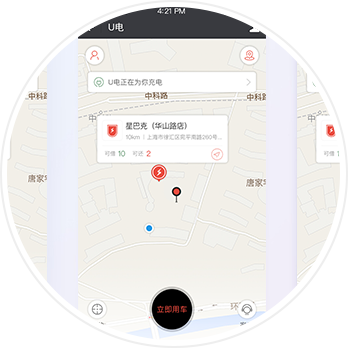 4:21 PM
U电
U电正在为你充电
中科路
中科路
星巴克（华山路店）
10km | 上海市徐汇区宛平南路260号...
可借 10 可还 2
可借 1
唐家宅
唐家宅
立即用车
环